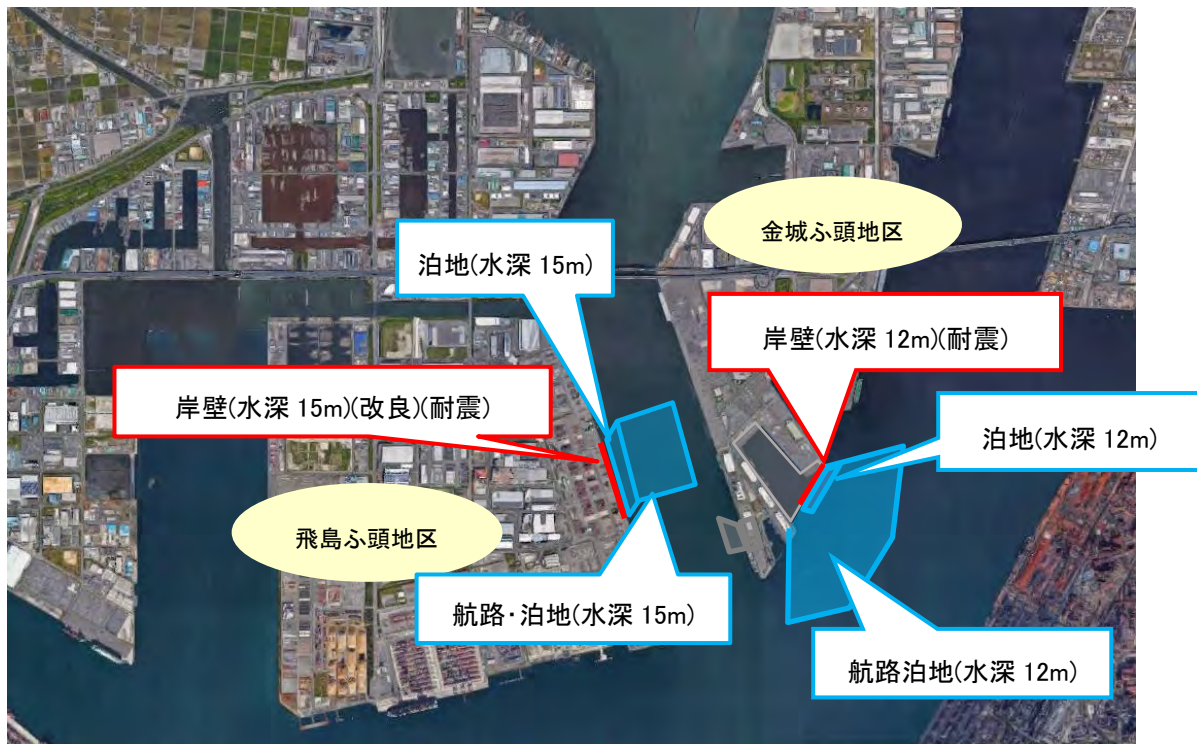 金城ふ頭地区
泊地(水深 15m)
岸壁(水深 12m)(耐震)
岸壁(水深 15m)(改良)(耐震)
泊地(水深 12m)
飛島ふ頭地区
航路・泊地(水深 15m)
航路泊地(水深 12m)